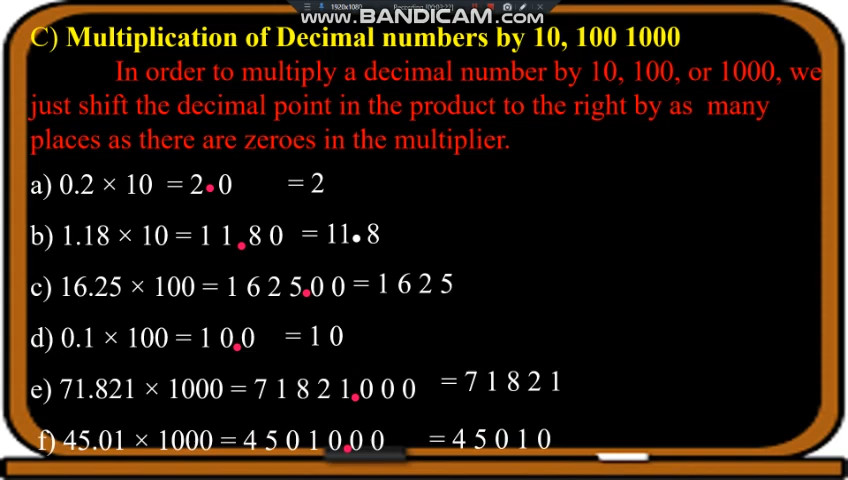 1920x1080 Recording [00:03:27]
www.BANDICAM.com
C) Multiplication of Decimal numbers by 10, 100 1000
In order to multiply a decimal number by 10, 100, or 1000, we
just shift the decimal point in the product to the right by as many
places as there are zeroes in the multiplier.
a) 0.2 × 10 = 2.0 = 2
b) 1.18 × 10 = 1 1.8 0 = 11.8
c) 16.25 × 100 = 1 6 2 5.0 0 = 1 6 2 5
d) 0.1 × 100 = 1 0.0 = 1 0
e) 71.821 × 1000 = 7 1 8 2 1.0 0 0 = 7 1 8 2 1
f) 45.01 × 1000 = 4 5 0 1 0.0 0 = 4 5 0 1 0